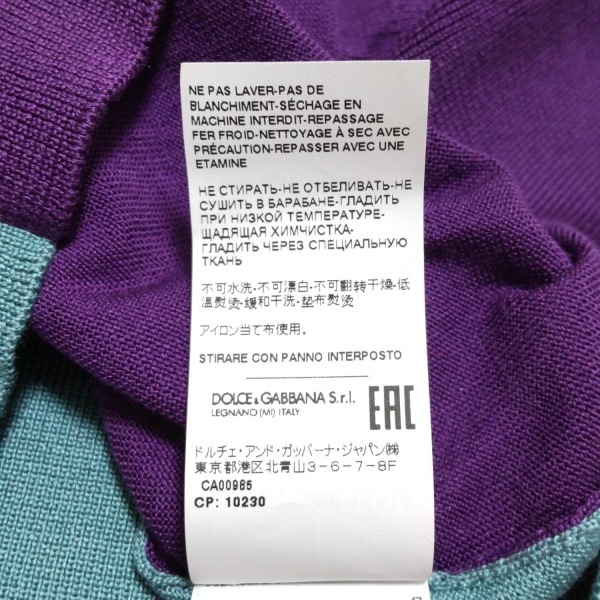 NE PAS LAVER-PAS DE
BLANCHIMENT-SÉCHAGE EN
MACHINE INTERDIT-REPASSAGE
FER FROID-NETTOYAGE À SEC AVEC
PRÉCAUTION-REPASSER AVEC UNE
ETAMINE
НЕ СТИРАТЬ-НЕ ОТБЕЛИВАТЬ-НЕ
СУШИТЬ В БАРАБАНЕ-ГЛАДИТЬ
ПРИ НИЗКОЙ ТЕМПЕРАТУРЕ-
ЩАДЯЩАЯ ХИМЧИСТКА-
ГЛАДИТЬ ЧЕРЕЗ СПЕЦИАЛЬНУЮ
ТКАНЬ
不可水洗-不可漂白-不可翻转干燥-低
温熨烫-缓和干洗-垫布熨烫
アイロン当て布使用。
STIRARE CON PANNO INTERPOSTO
DOLCE & GABBANA S.r.l.
LEGNANO (MI) ITALY
EAC
ドルチェ・アンド・ガッバーナ・ジャパン(株)
東京都港区北青山3-6-7-8F
CA00985
CP: 10230
17